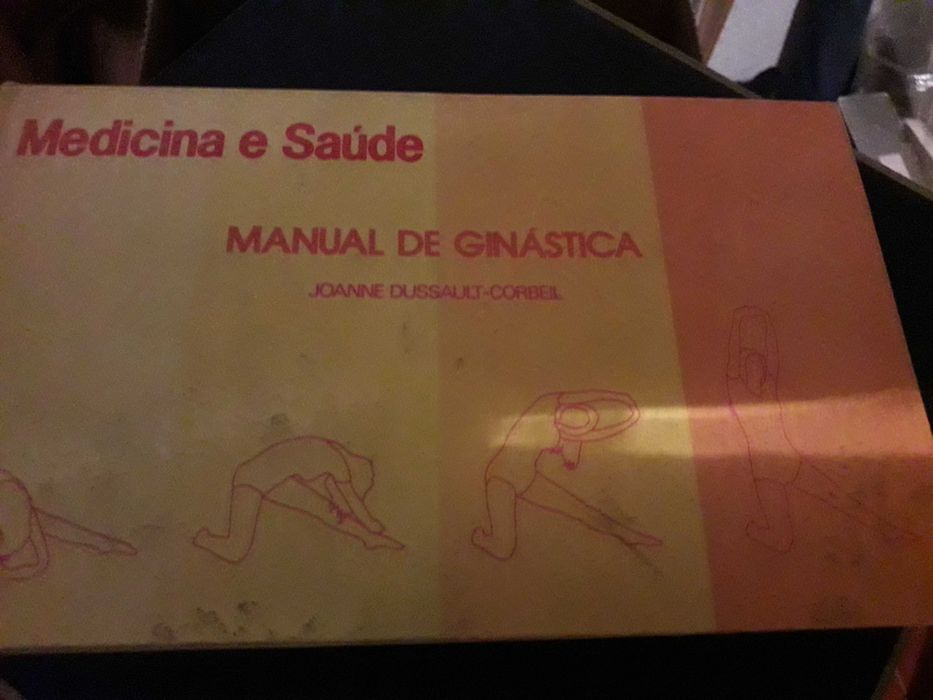 Medicina e Saúde
MANUAL DE GINÁSTICA
JOANNE DUSSAULT-CORBEIL